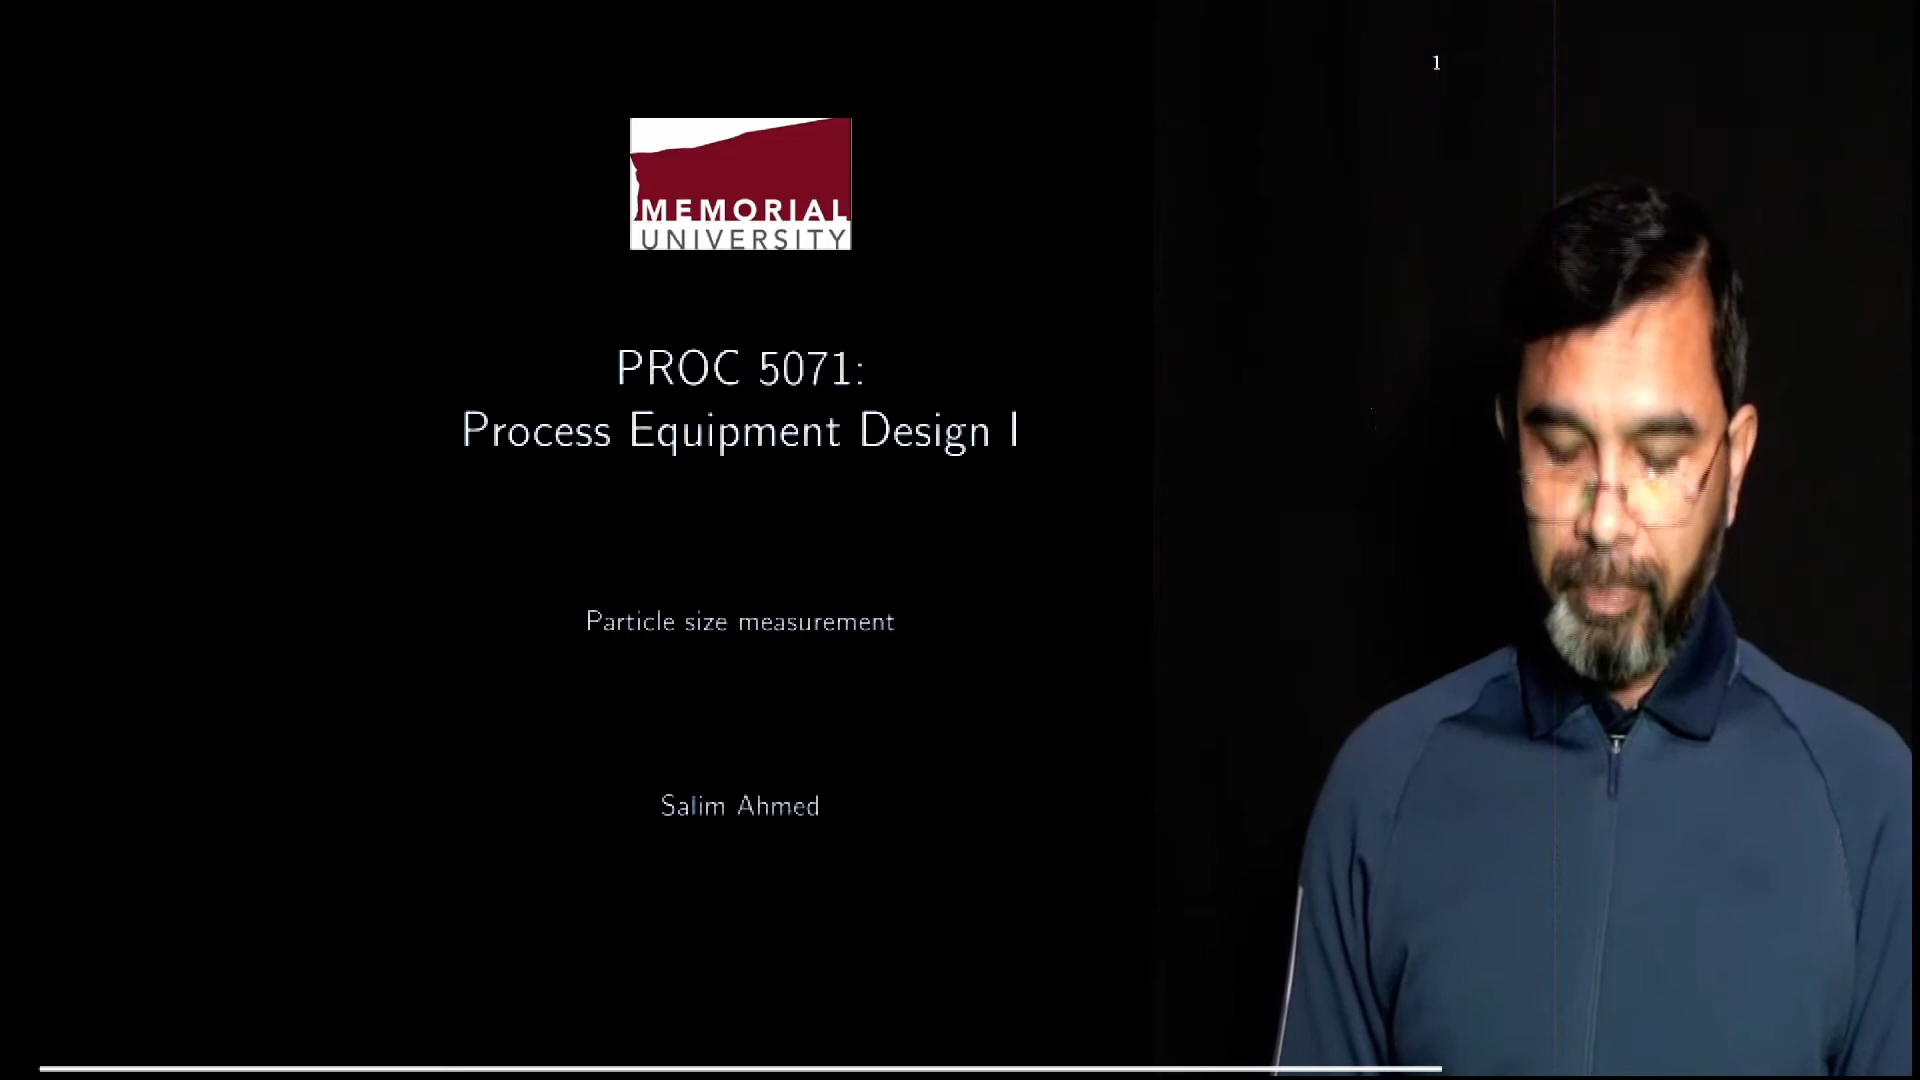 1
MEMORIAL
UNIVERSITY
PROC 5071:
Process Equipment Design I
Particle size measurement
Salim Ahmed